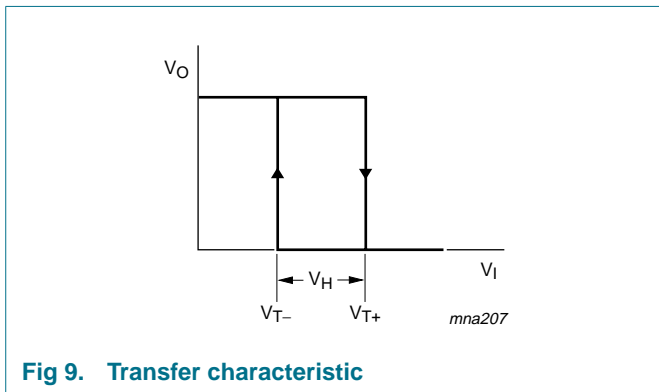 VO
VH
VI
VT−
VT+
mna207
Fig 9. Transfer characteristic